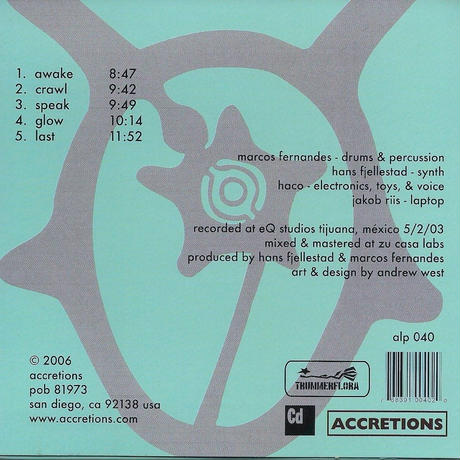 1. awake 8:47
2. crawl 9:42
3. speak 9:49
4. glow 10:14
5. last 11:52
marcos fernandes - drums & percussion
hans fjellestad - synth
haco - electronics, toys, & voice
jakob riis - laptop
recorded at eQ studios tijuana, méxico 5/2/03
mixed & mastered at zu casa labs
produced by hans fjellestad & marcos fernandes
art & design by andrew west
alp 040
© 2006
accretions
pob 81973
san diego, ca 92138 usa
www.accretions.com
TRUMMERFLORA
Cd
ACCRETIONS